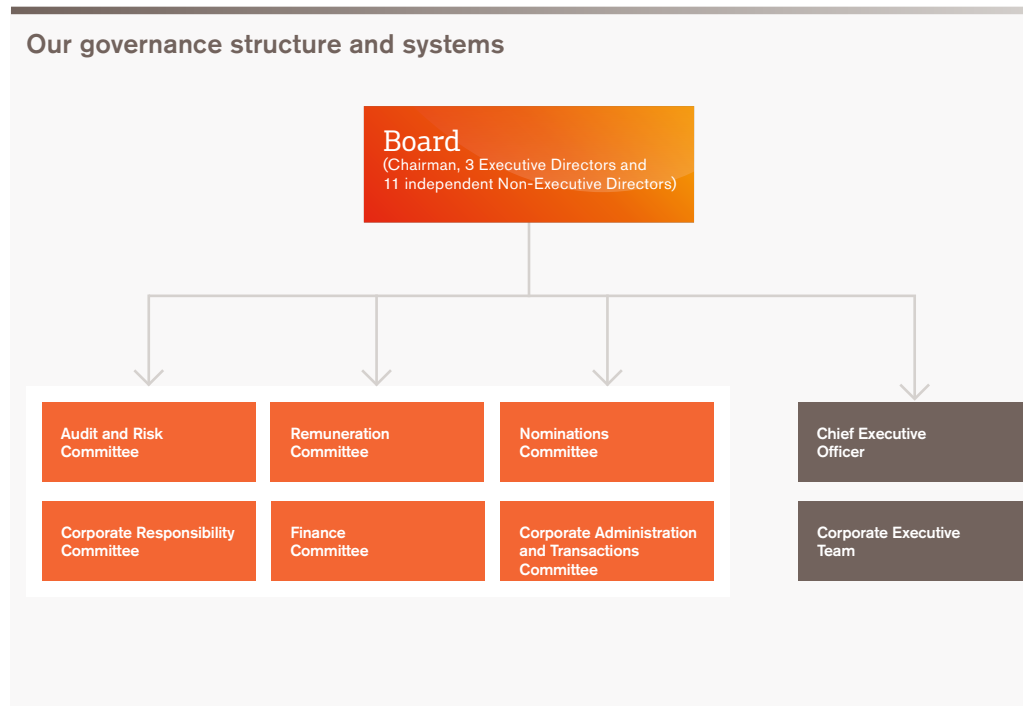 Our governance structure and systems
Board
(Chairman, 3 Executive Directors and
11 independent Non-Executive Directors)
Audit and Risk
Committee
Remuneration
Committee
Nominations
Committee
Chief Executive
Officer
Corporate Responsibility
Committee
Finance
Committee
Corporate Administration
and Transactions
Committee
Corporate Executive
Team